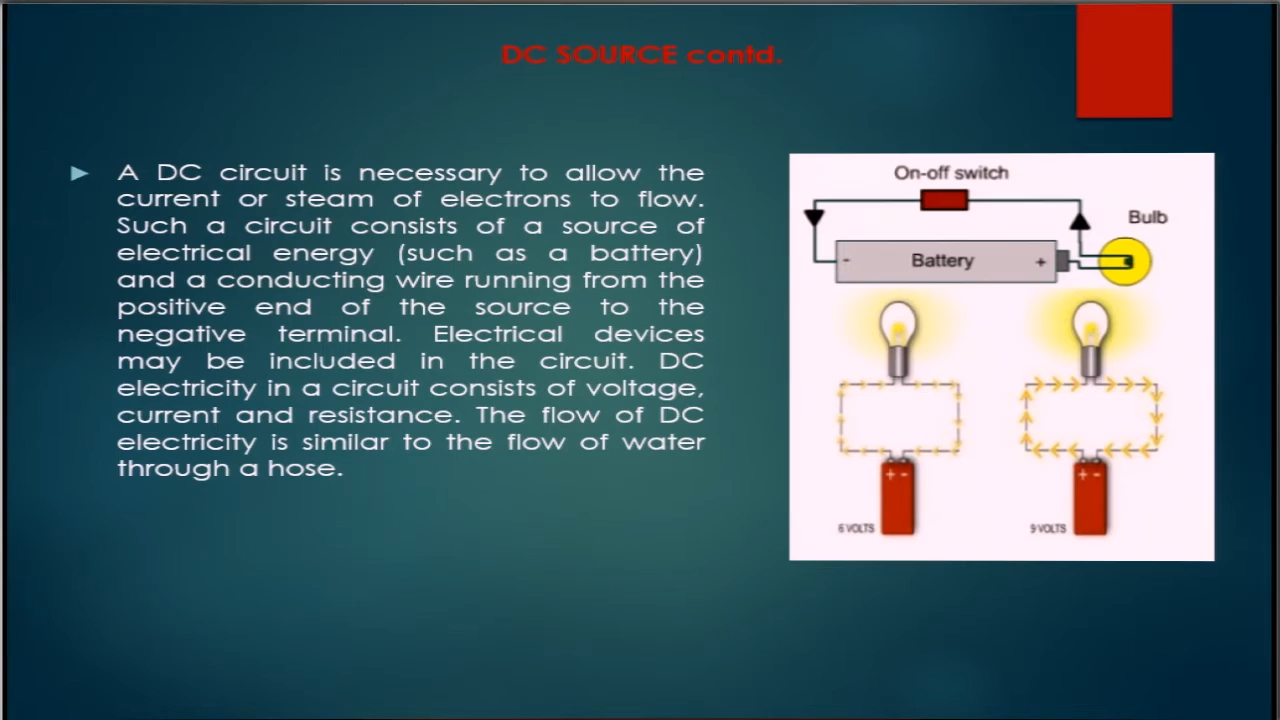 DC SOURCE contd.
A DC circuit is necessary to allow the
current or steam of electrons to flow.
Such a circuit consists of a source of
electrical energy (such as a battery)
and a conducting wire running from the
positive end of the source to the
negative terminal. Electrical devices
may be included in the circuit. DC
electricity in a circuit consists of voltage,
current and resistance. The flow of DC
electricity is similar to the flow of water
through a hose.
On-off switch
Bulb
- Battery +
+ - + -
6 VOLTS 9 VOLTS